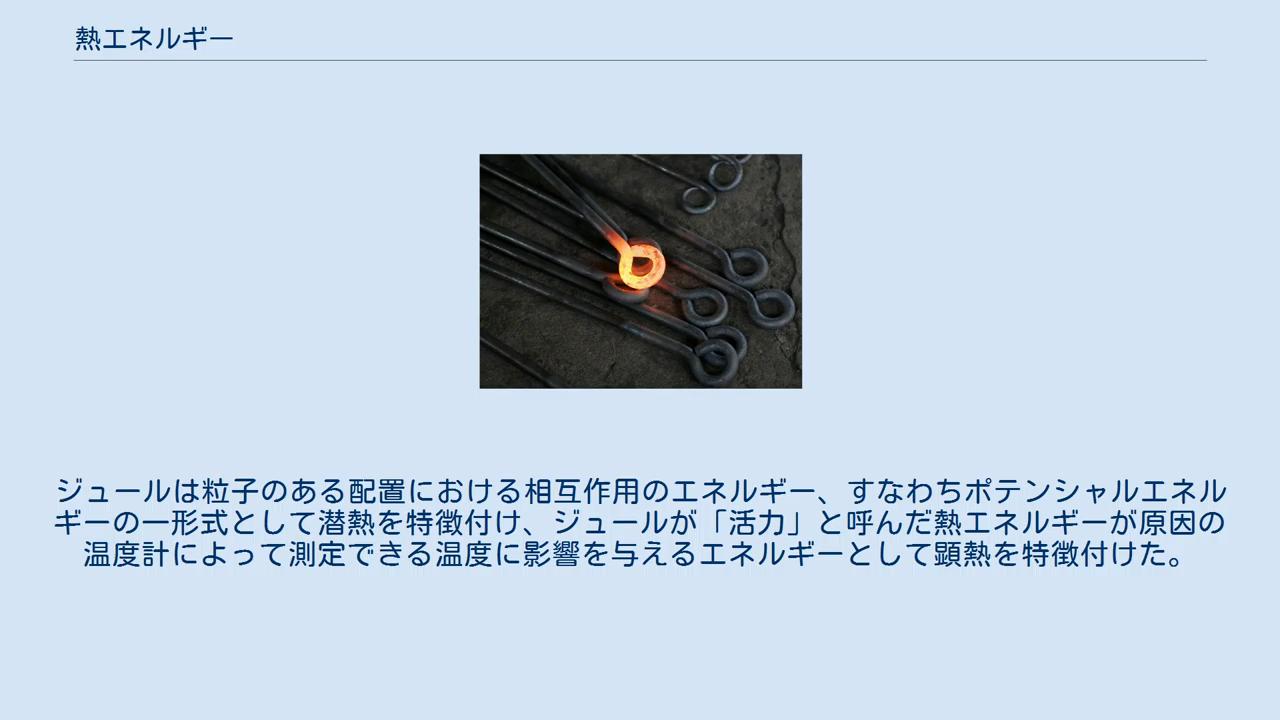 熱エネルギー
ジュールは粒子のある配置における相互作用のエネルギー、すなわちポテンシャルエネル
ギーの一形式として潜熱を特徴付け、ジュールが「活力」と呼んだ熱エネルギーが原因の
温度計によって測定できる温度に影響を与えるエネルギーとして顕熱を特徴付けた。